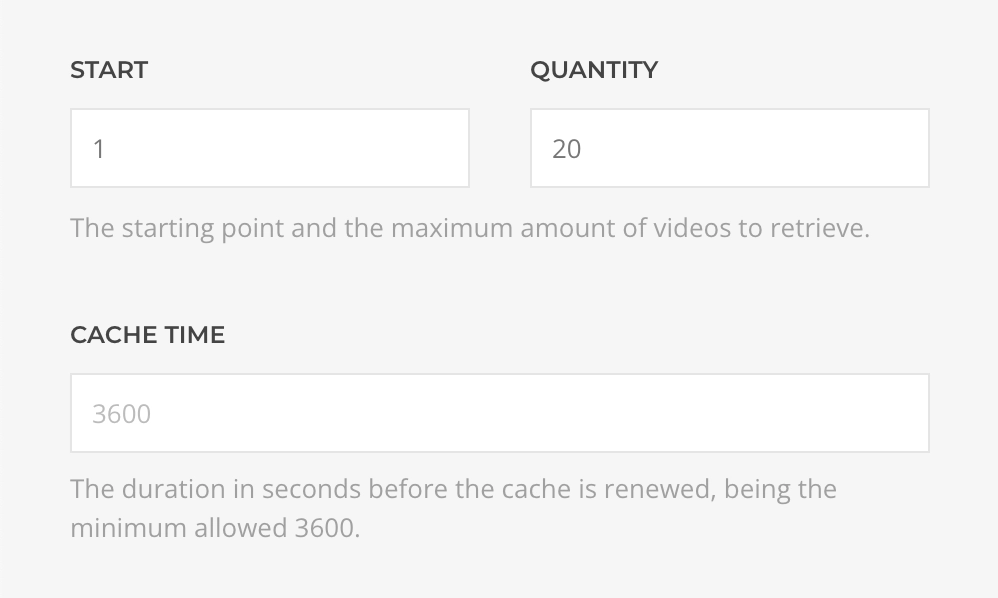 START
QUANTITY
1
20
The starting point and the maximum amount of videos to retrieve.
CACHE TIME
3600
The duration in seconds before the cache is renewed, being the
minimum allowed 3600.